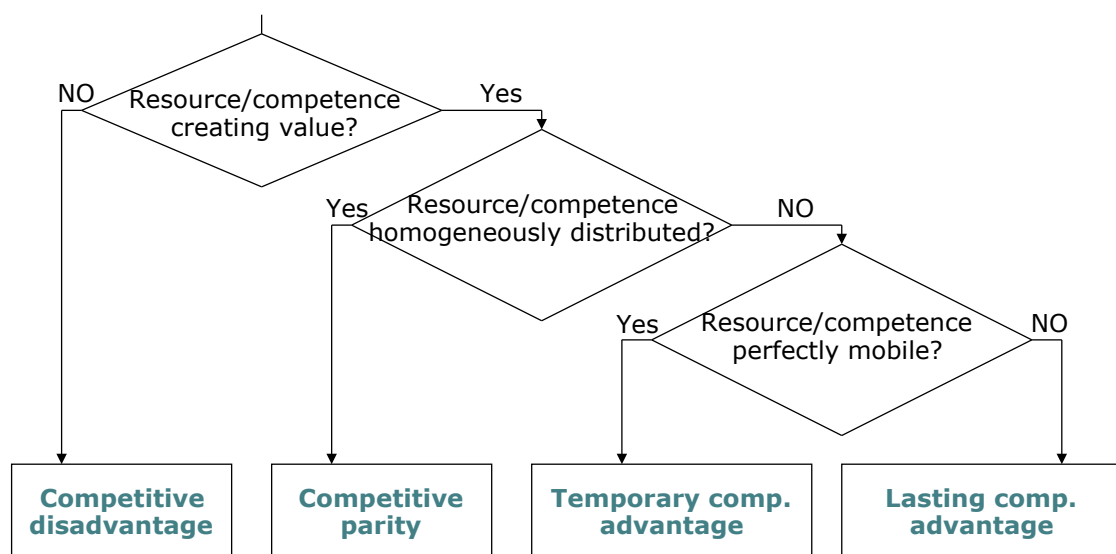 NO
Yes
Resource/competence
creating value?
Yes
Resource/competence
homogeneously distributed?
NO
Yes
Resource/competence
perfectly mobile?
NO
Competitive
disadvantage
Competitive
parity
Temporary comp.
advantage
Lasting comp.
advantage